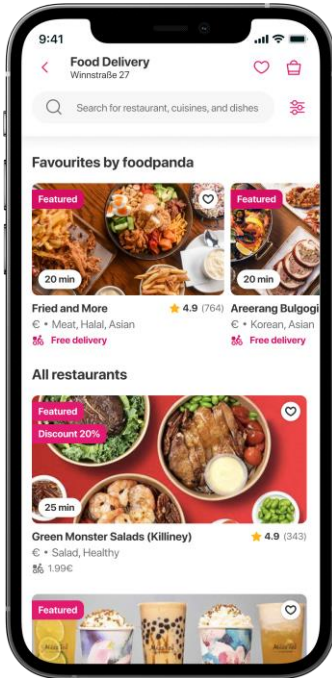 9:41
Food Delivery
Winnstraße 27
Search for restaurant, cuisines, and dishes
Favourites by foodpanda
Featured
Featured
20 min
20 min
Fried and More 4.9 (764)
Areerang Bulgogi
€ • Meat, Halal, Asian
€ • Korean, Asian
Free delivery
Free delivery
All restaurants
Featured
Discount 20%
25 min
Green Monster Salads (Killiney) 4.9 (343)
€ • Salad, Healthy
1.99€
Featured